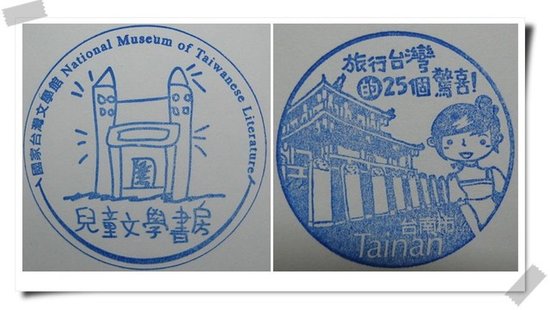 國家台灣文學館 National Museum of Taiwanese Literature
兒童文學書房
旅行台灣
的25個驚喜!
台南市
Tainan